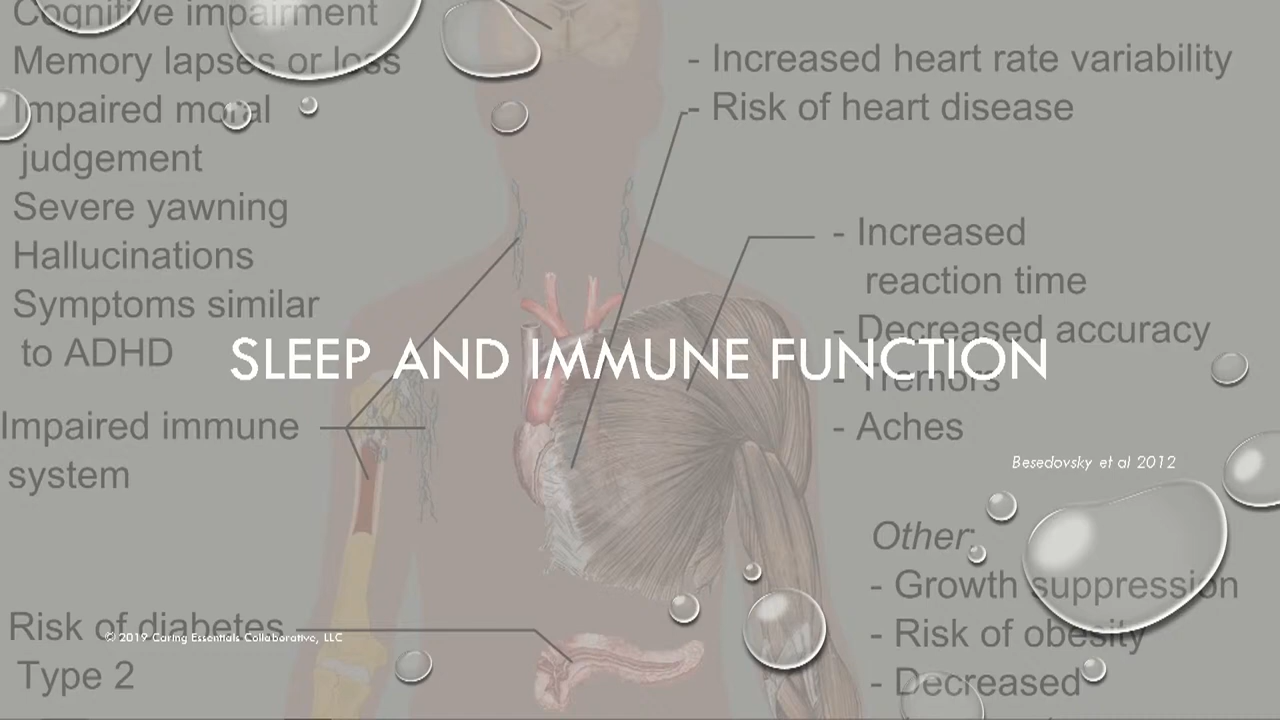 Cognitive impairment
Memory lapses or loss
Impaired moral
judgement
Severe yawning
Hallucinations
Symptoms similar
to ADHD
Impaired immune
system
Risk of diabetes
Type 2
- Increased heart rate variability
- Risk of heart disease
- Increased
reaction time
- Decreased accuracy
- Tremors
- Aches
Other:
- Growth suppression
- Risk of obesity
- Decreased
SLEEP AND IMMUNE FUNCTION
Besedovsky et al 2012
© 2019 Caring Essentials Collaborative, LLC